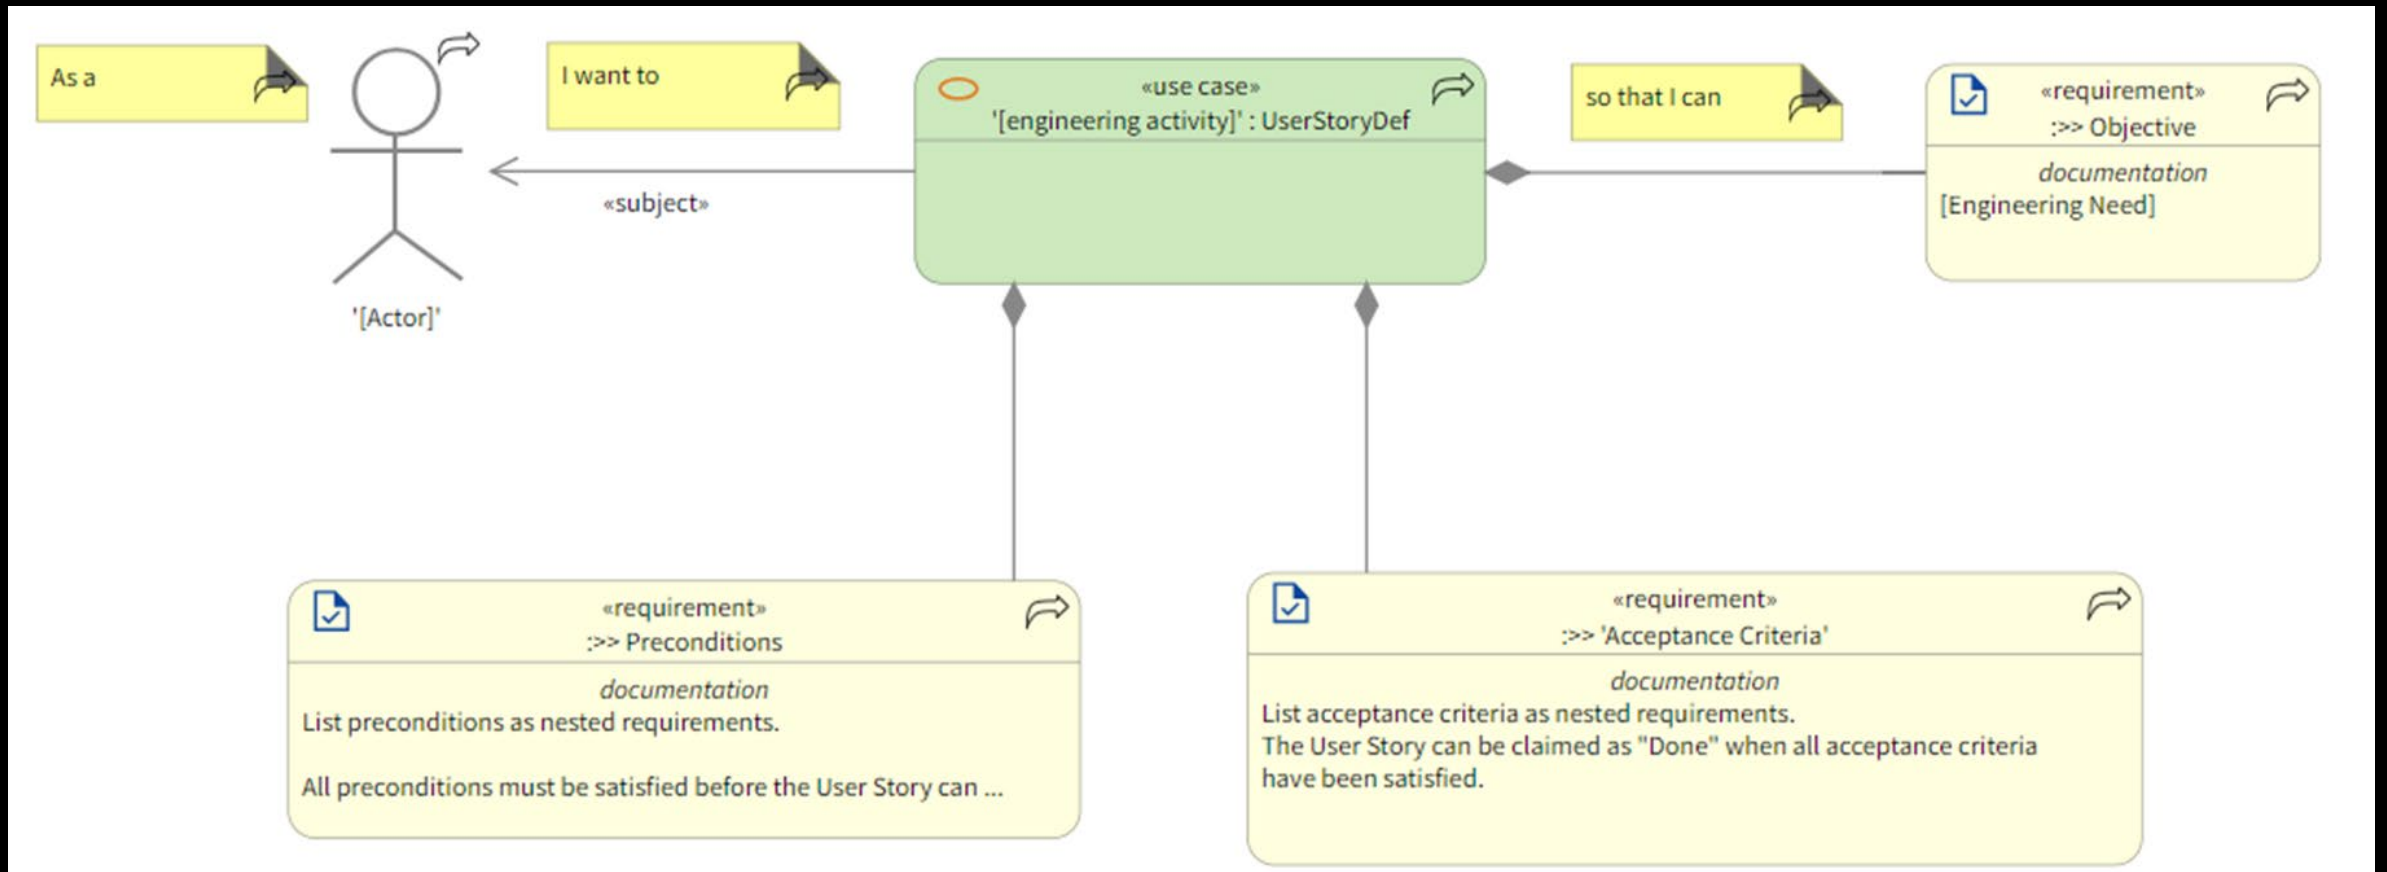 As a
I want to
«use case»
'[engineering activity]' : UserStoryDef
so that I can
«requirement»
:>> Objective
documentation
[Engineering Need]
«subject»
'[Actor]'
«requirement»
:>> Preconditions
documentation
List preconditions as nested requirements.
All preconditions must be satisfied before the User Story can ...
«requirement»
:>> 'Acceptance Criteria'
documentation
List acceptance criteria as nested requirements.
The User Story can be claimed as "Done" when all acceptance criteria
have been satisfied.